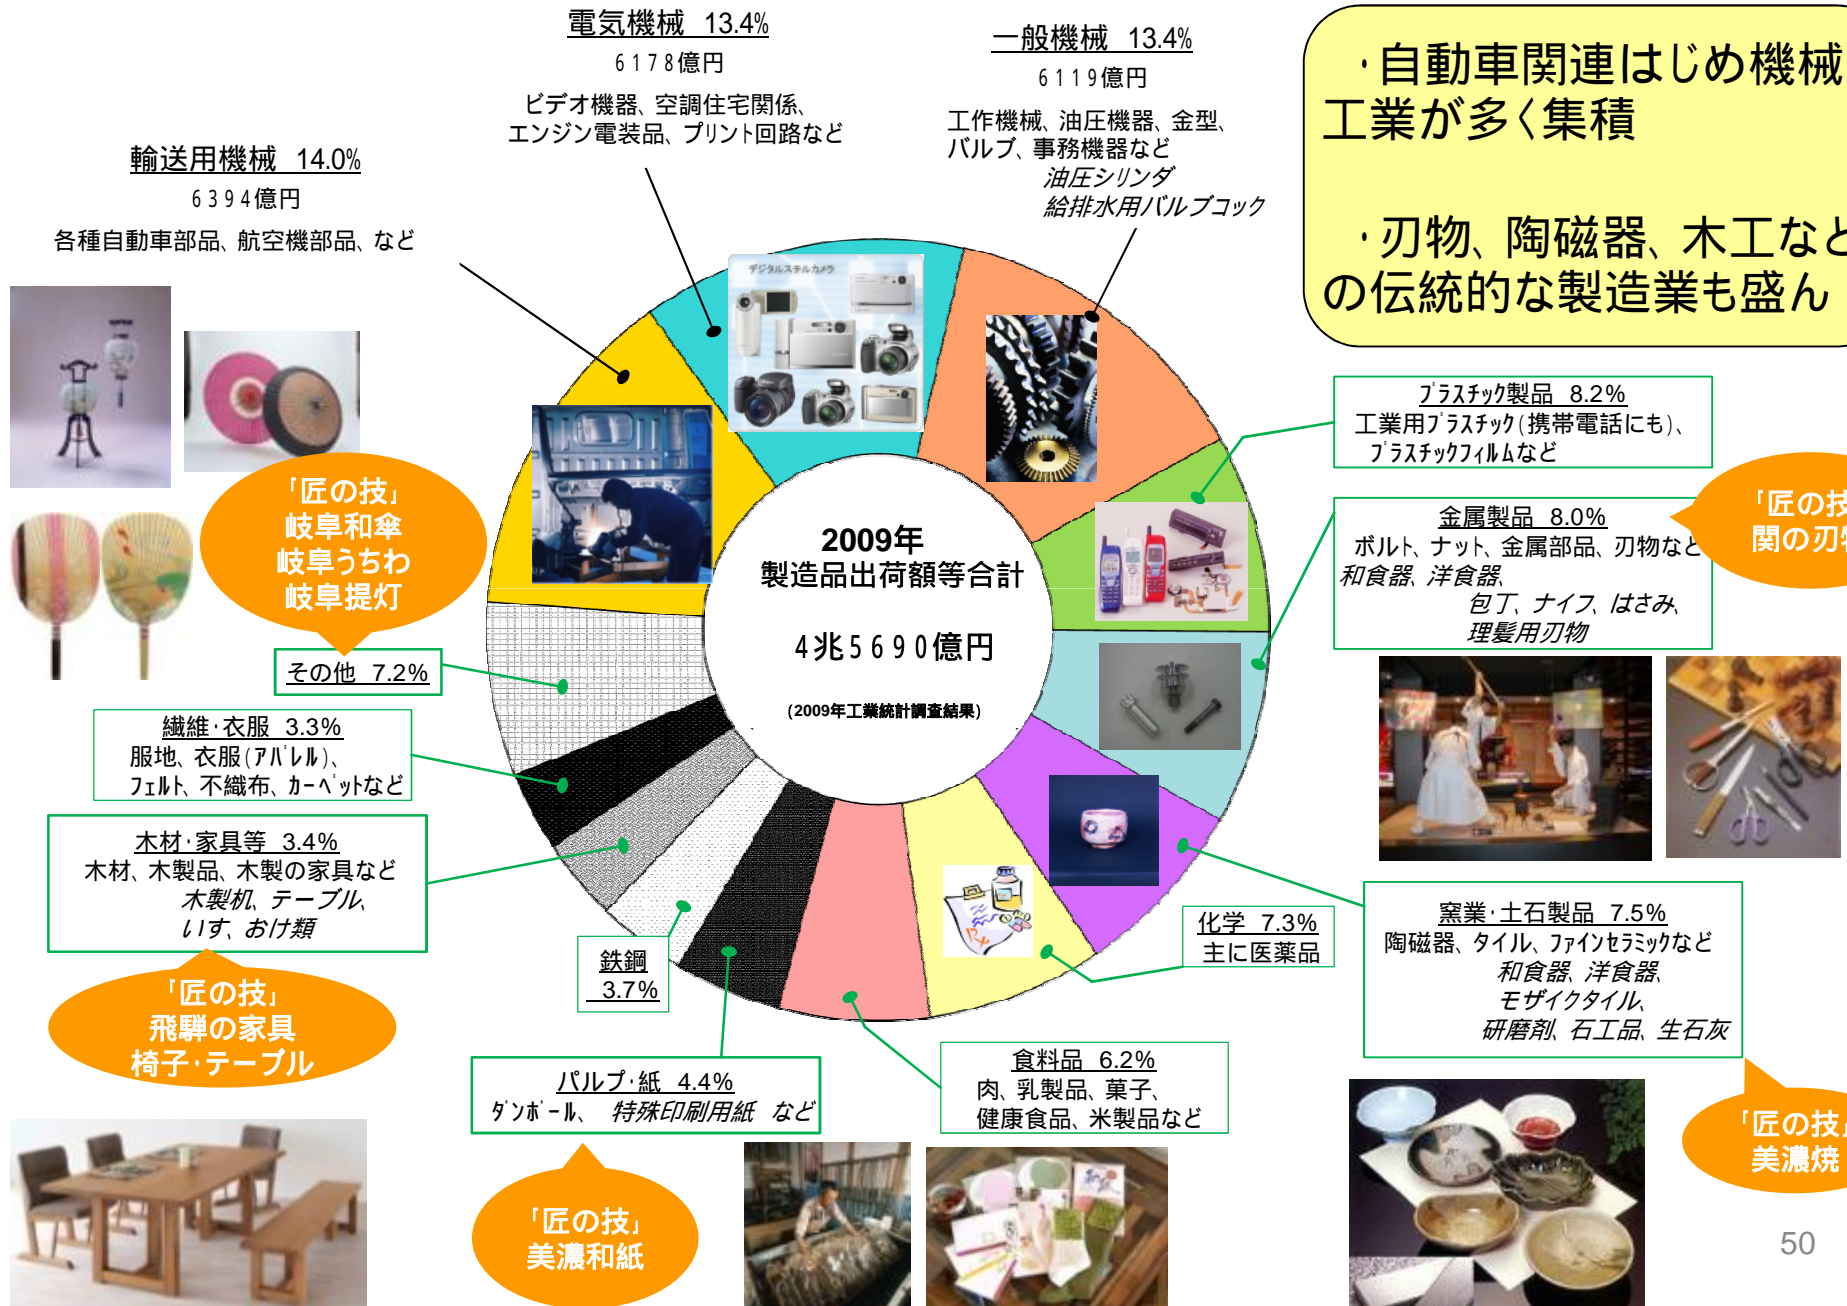 電気機械 13.4%
6178億円
ビデオ機器、空調住宅関係、
エンジン電装品、プリント回路など
一般機械 13.4%
6119億円
工作機械、油圧機器、金型、
バルブ、事務機器など
油圧シリンダ
給排水用バルブコック
・自動車関連はじめ機械
工業が多く集積
・刃物、陶磁器、木工など
の伝統的な製造業も盛ん
輸送用機械 14.0%
6394億円
各種自動車部品、航空機部品、など
デジタルスチルカメラ
プラスチック製品 8.2%
工業用プラスチック(携帯電話にも)、
プラスチックフィルムなど
「匠の技」
岐阜和傘
岐阜うちわ
岐阜提灯
2009年
製造品出荷額等合計
4兆5690億円
(2009年工業統計調査結果)
金属製品 8.0%
ボルト、ナット、金属部品、刃物など
和食器、洋食器、
包丁、ナイフ、はさみ、
理髪用刃物
「匠の技
関の刃物
その他 7.2%
繊維・衣服 3.3%
服地、衣服(アパレル)、
フェルト、不織布、カーペットなど
木材・家具等 3.4%
木材、木製品、木製の家具など
木製机、テーブル、
いす、おけ類
「匠の技」
飛騨の家具
椅子・テーブル
鉄鋼
3.7%
化学 7.3%
主に医薬品
窯業・土石製品 7.5%
陶磁器、タイル、ファインセラミックなど
和食器、洋食器、
モザイクタイル、
研磨剤、石工品、生石灰
パルプ・紙 4.4%
ダンボール、 特殊印刷用紙 など
食料品 6.2%
肉、乳製品、菓子、
健康食品、米製品など
「匠の技」
美濃和紙
「匠の技」
美濃焼
50